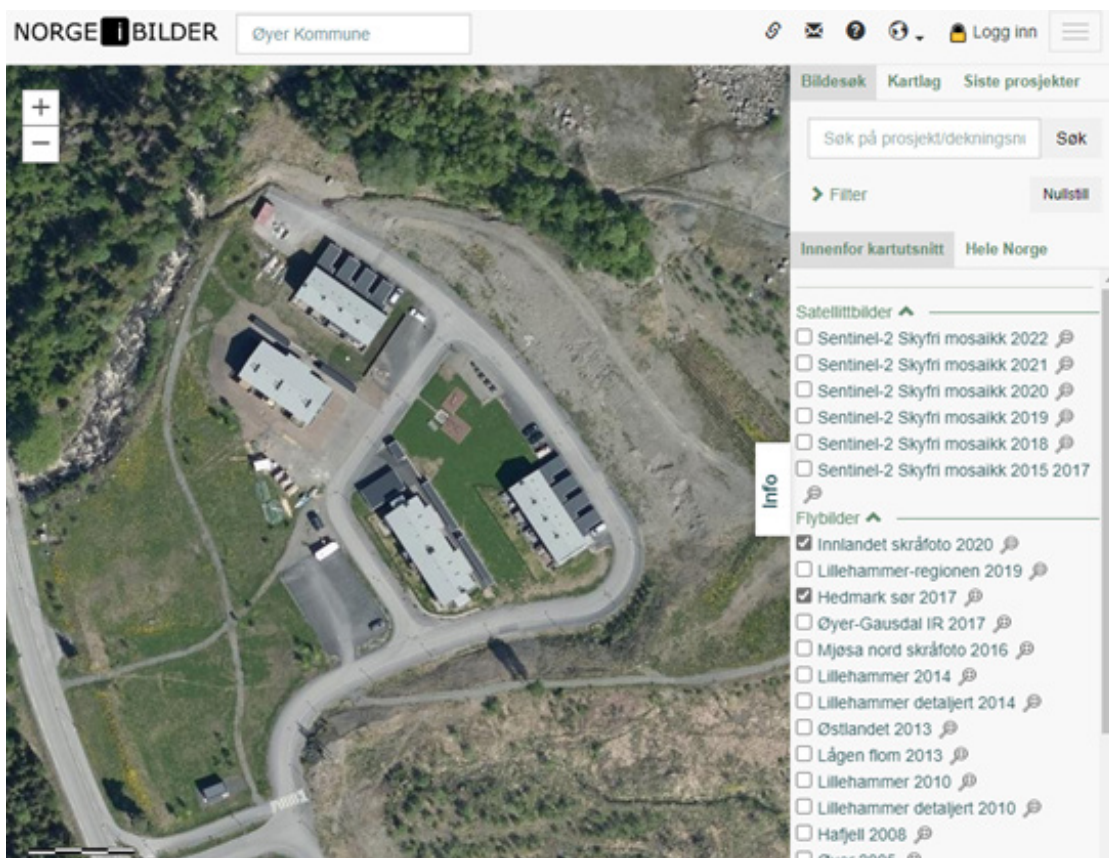 NORGE i BILDER
Øyer Kommune
Logg inn
Bildesøk Kartlag Siste prosjekter
Søk på prosjekt/dekningsn
Søk
Filter
Nullstill
Innenfor kartutsnitt Hele Norge
Satellittbilder
Sentinel-2 Skyfri mosaikk 2022
Sentinel-2 Skyfri mosaikk 2021
Sentinel-2 Skyfri mosaikk 2020
Sentinel-2 Skyfri mosaikk 2019
Sentinel-2 Skyfri mosaikk 2018
Sentinel-2 Skyfri mosaikk 2015 2017
Info
Flybilder
Innlandet skråfoto 2020
Lillehammer-regionen 2019
Hedmark sør 2017
Øyer-Gausdal IR 2017
Mjøsa nord skråfoto 2016
Lillehammer 2014
Lillehammer detaljert 2014
Østlandet 2013
Lågen flom 2013
Lillehammer 2010
Lillehammer detaljert 2010
Hafjell 2008